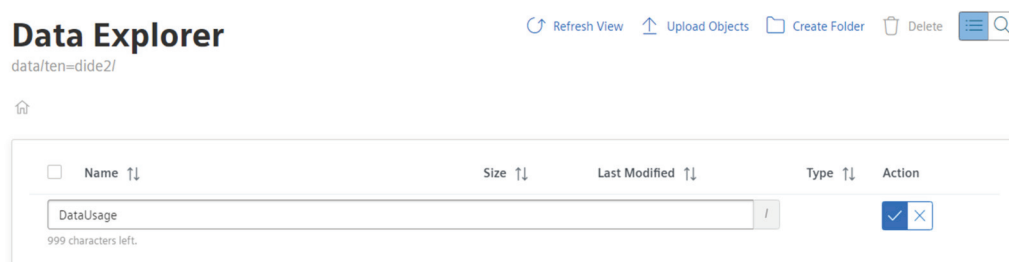 Data Explorer
Refresh View Upload Objects Create Folder Delete
data/ten=dide2/
Name Size Last Modified Type Action
DataUsage /
999 characters left.